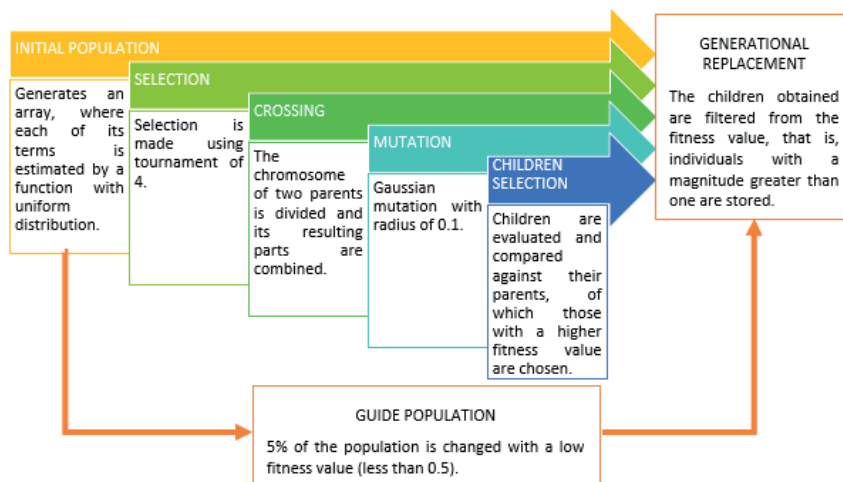 INITIAL POPULATION
Generates an
array, where
each of its
terms is
estimated by a
function with
uniform
distribution.
SELECTION
Selection is
made using
tournament of
4.
CROSSING
The
chromosome
of two parents
is divided and
its resulting
parts are
combined.
MUTATION
Gaussian
mutation with
radius of 0.1.
CHILDREN
SELECTION
Children are
evaluated and
compared
against their
parents, of
which those
with a higher
fitness value
are chosen.
GENERATIONAL
REPLACEMENT
The children obtained
are filtered from the
fitness value, that is,
individuals with a
magnitude greater than
one are stored.
GUIDE POPULATION
5% of the population is changed with a low
fitness value (less than 0.5).